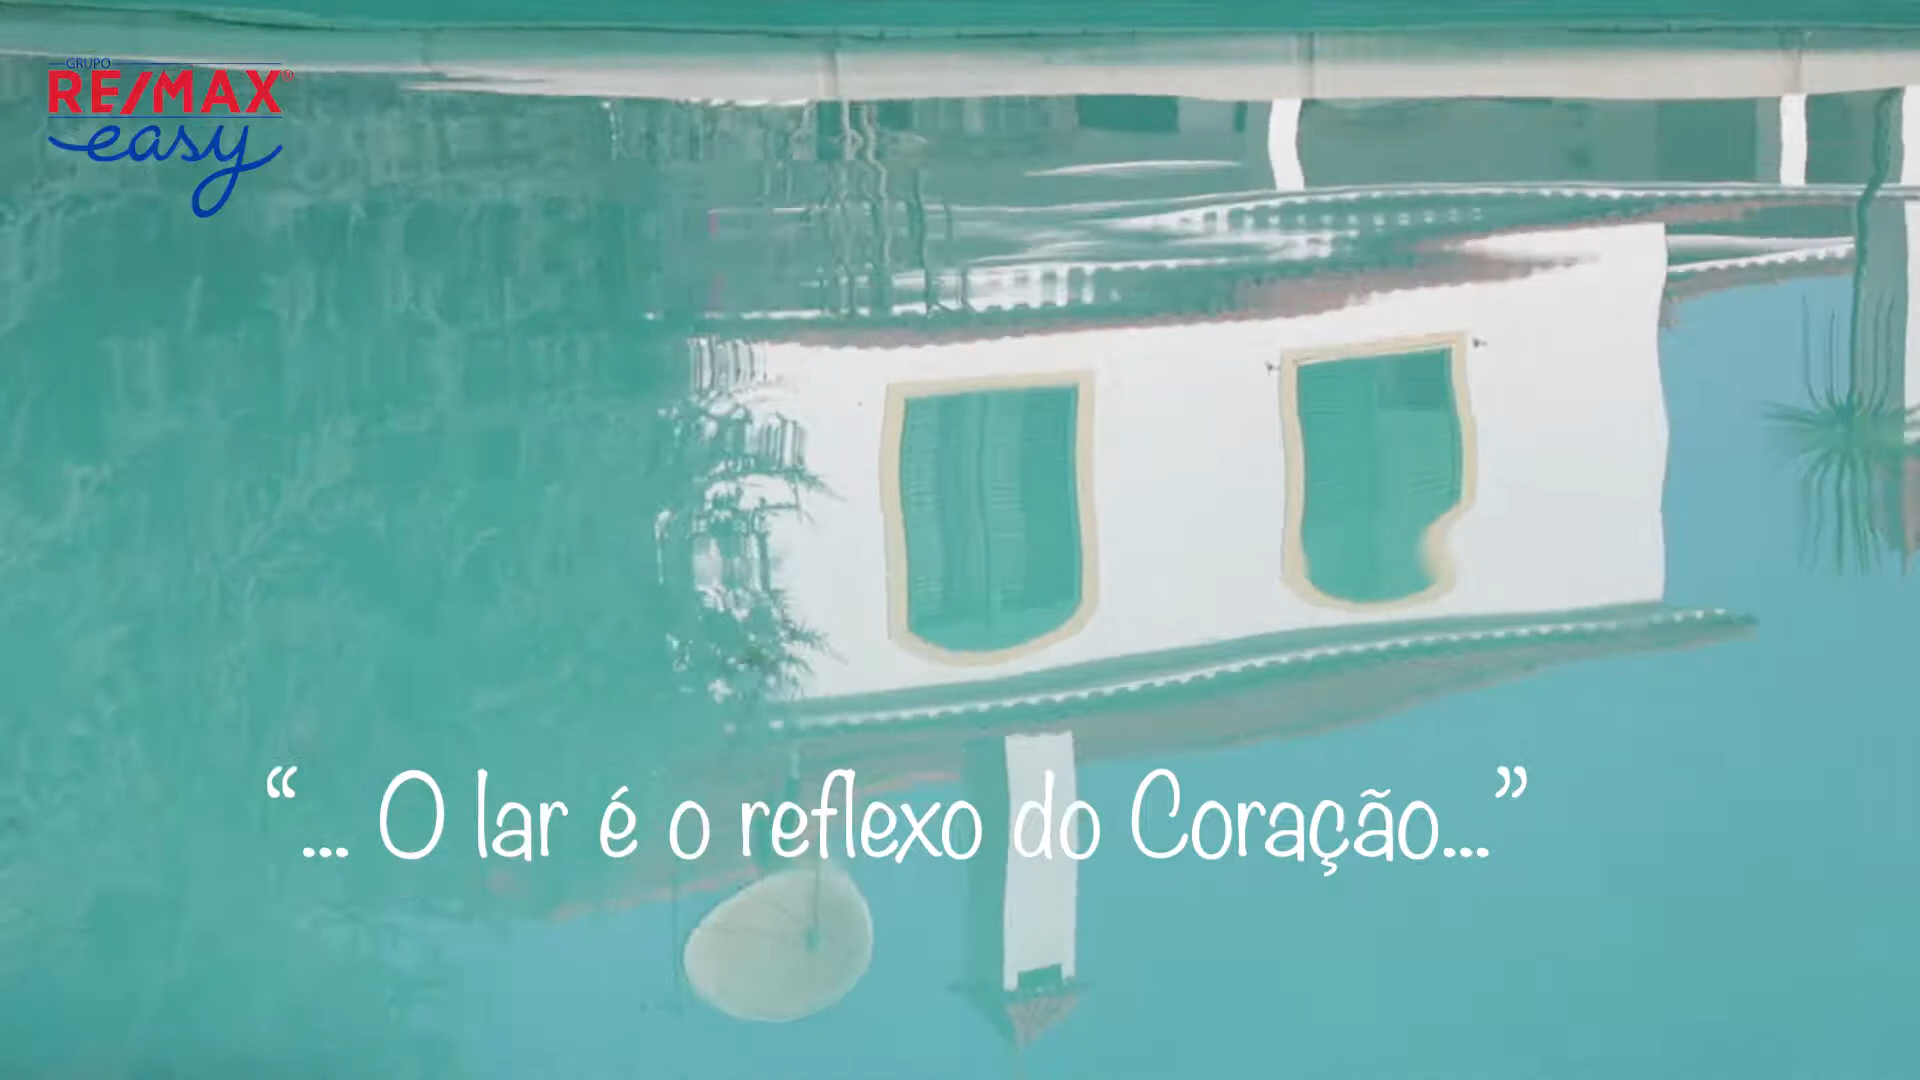 GRUPO
RE/MAX®
easy
“... O lar é o reflexo do Coração...”